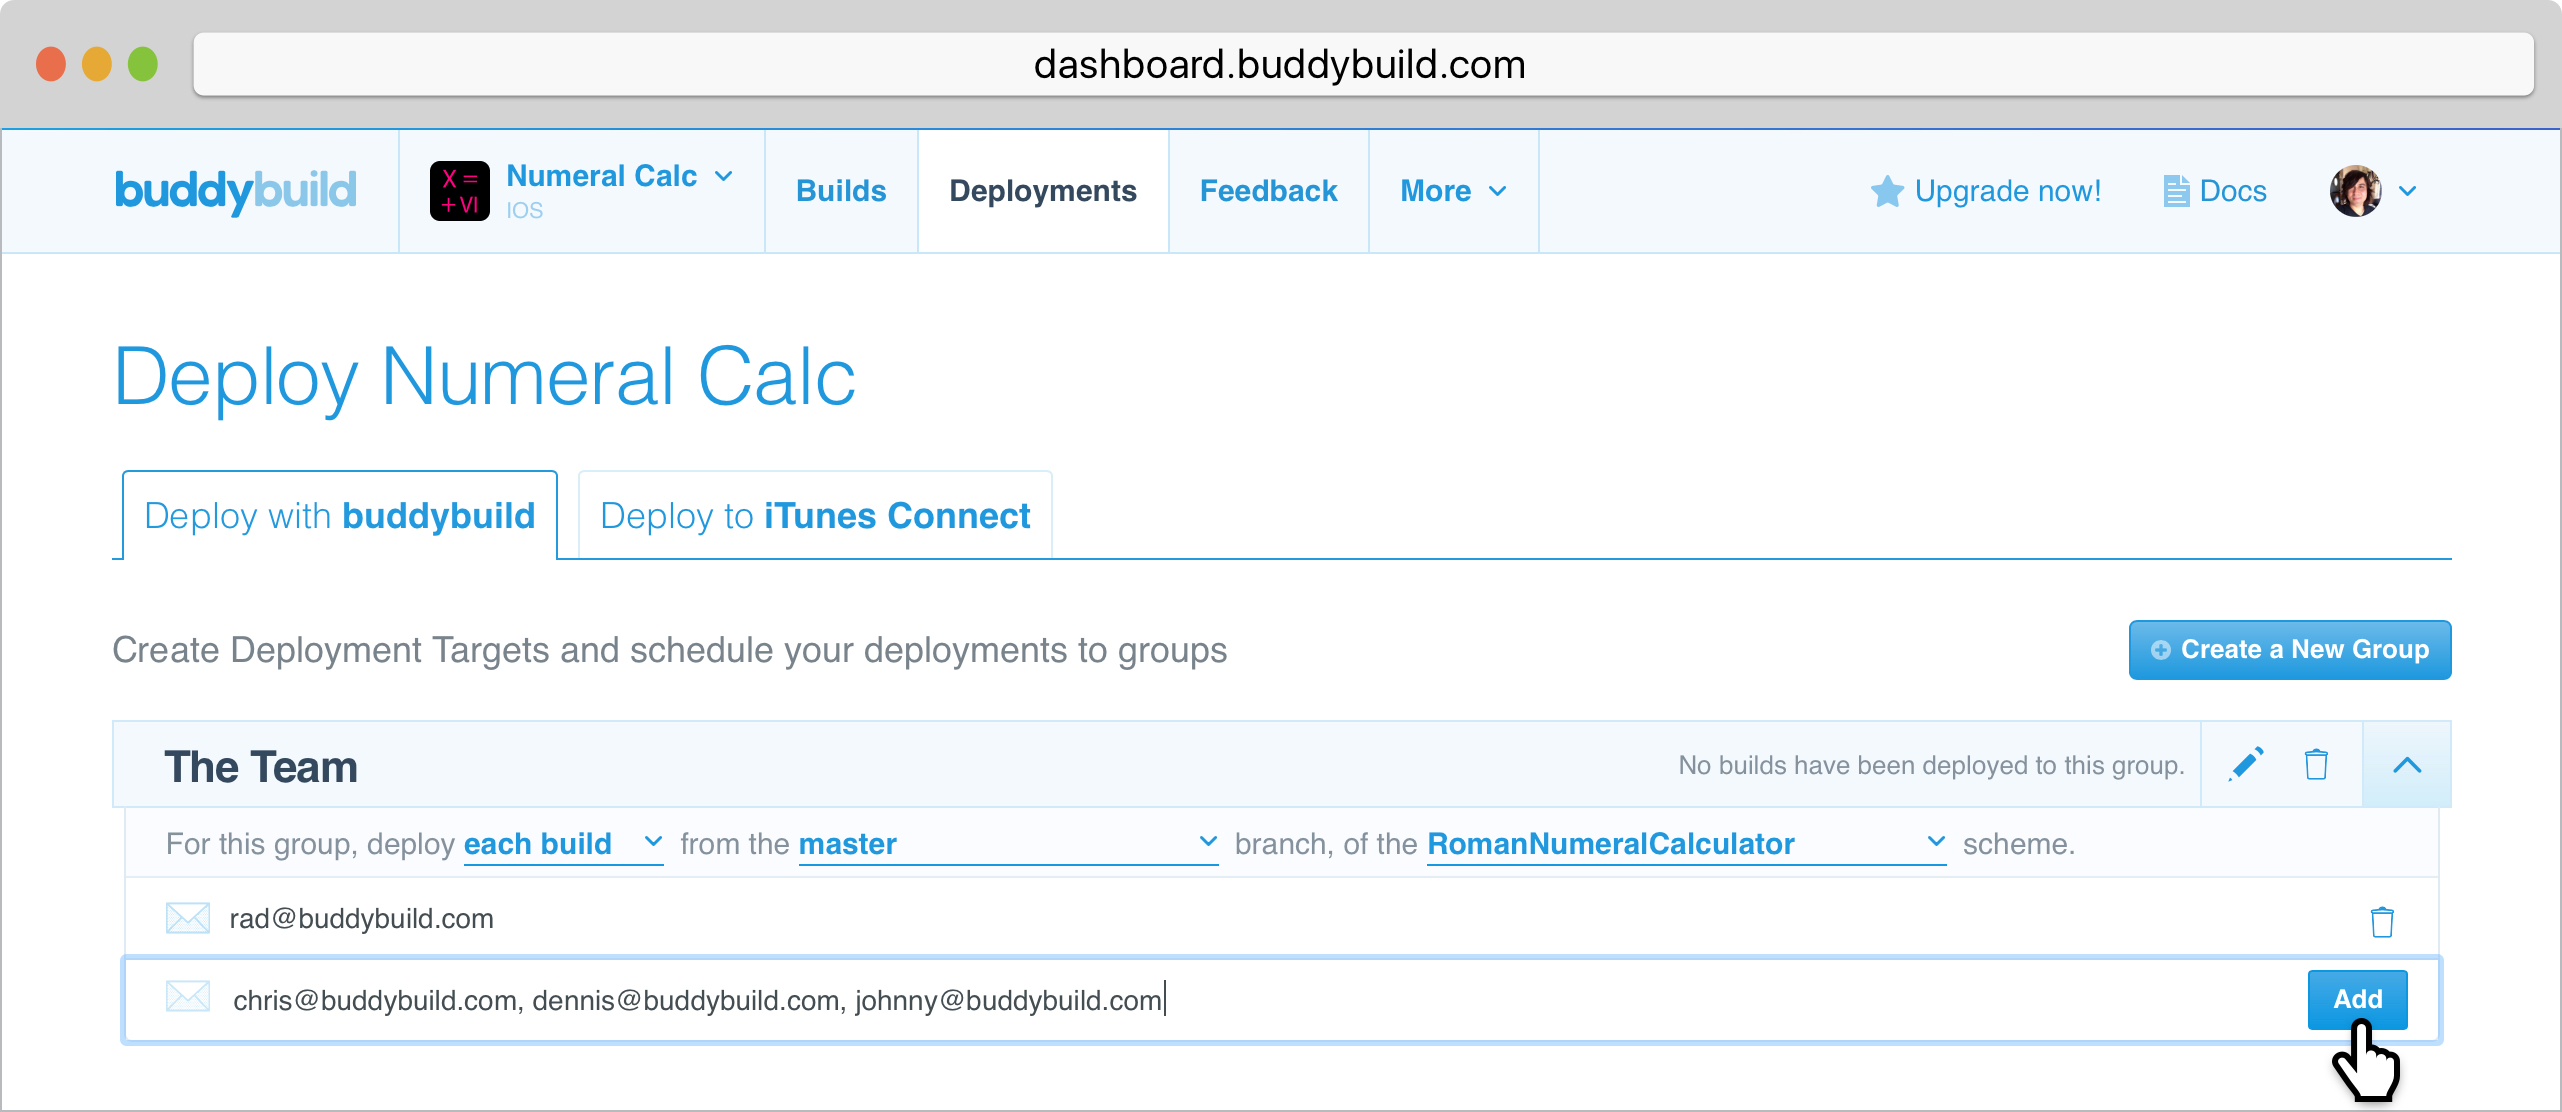 dashboard.buddybuild.com
buddybuild
X =
+ VI
Numeral Calc
IOS
Builds
Deployments
Feedback
More
Upgrade now!
Docs
Deploy Numeral Calc
Deploy with buddybuild
Deploy to iTunes Connect
Create Deployment Targets and schedule your deployments to groups
Create a New Group
The Team
No builds have been deployed to this group.
For this group, deploy each build from the master branch, of the RomanNumeralCalculator scheme.
rad@buddybuild.com
chris@buddybuild.com, dennis@buddybuild.com, johnny@buddybuild.com
Add